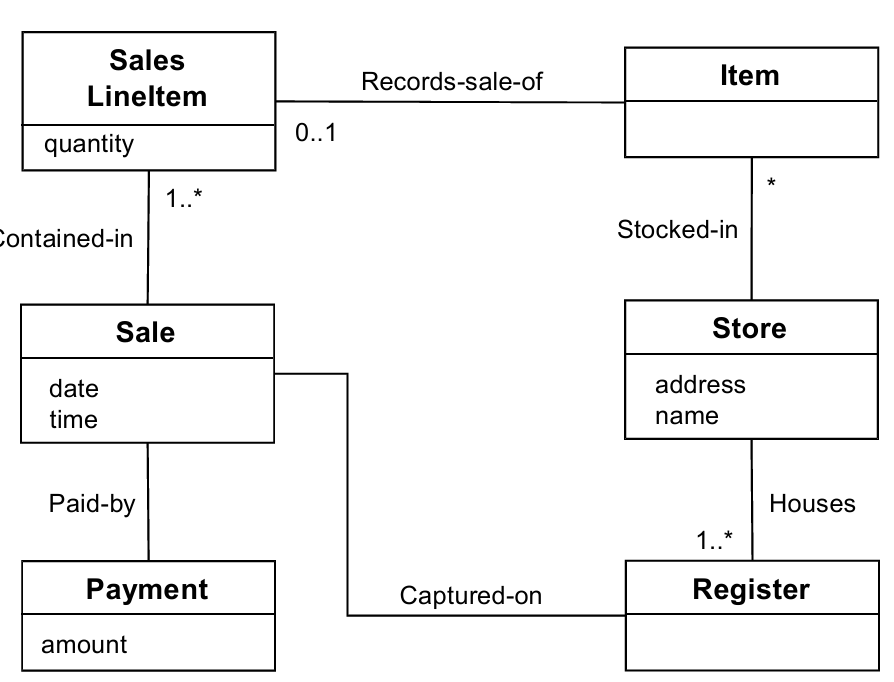 Sales
LineItem
quantity
Records-sale-of
0..1
Item
1..*
*
Contained-in
Stocked-in
Sale
date
time
Store
address
name
Paid-by
Houses
1..*
Payment
amount
Captured-on
Register